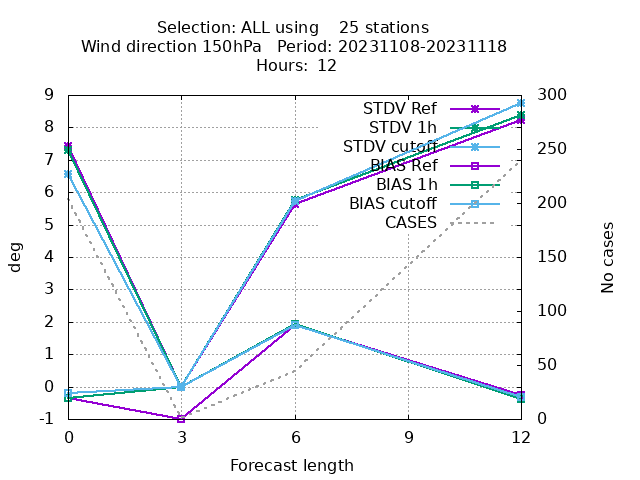 Selection: ALL using    25 stations
Wind direction 150hPa   Period: 20231108-20231118
Hours: 12
STDV Ref
STDV 1h
STDV cutoff
BIAS Ref
BIAS 1h
BIAS cutoff
CASES
9
8
7
6
5
4
3
2
1
0
-1
deg
300
250
200
150
100
50
0
No cases
0 3 6 9 12
Forecast length